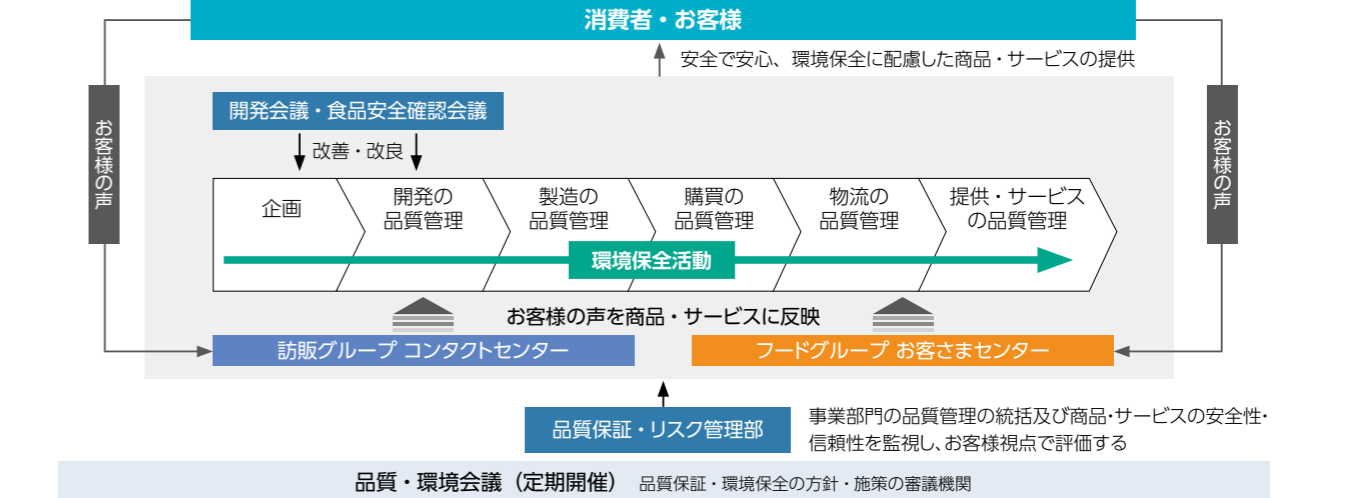 消費者・お客様
安全で安心、環境保全に配慮した商品・サービスの提供
お客様の声
お客様の声
開発会議・食品安全確認会議
改善・改良
企画
開発の
品質管理
製造の
品質管理
購買の
品質管理
物流の
品質管理
提供・サービス
の品質管理
環境保全活動
お客様の声を商品・サービスに反映
訪販グループ コンタクトセンター
フードグループ お客さまセンター
品質保証・リスク管理部
事業部門の品質管理の統括及び商品・サービスの安全性・
信頼性を監視し、お客様視点で評価する
品質・環境会議（定期開催） 品質保証・環境保全の方針・施策の審議機関